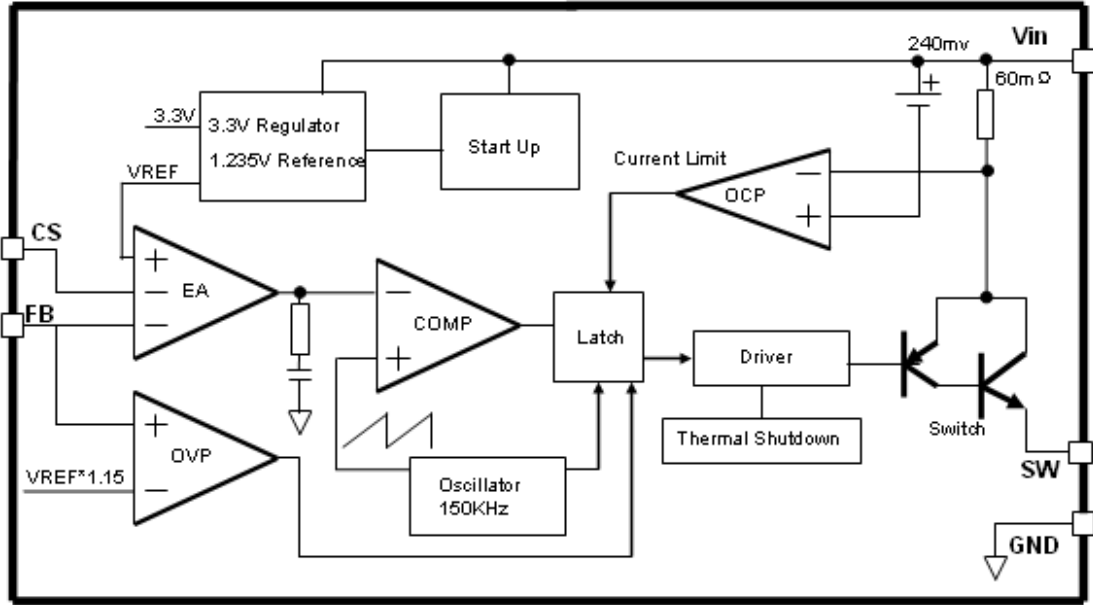 240mv
Vin
60mΩ
3.3V
3.3V Regulator
1.235V Reference
Start Up
VREF
Current Limit
OCP
−
+
+
CS
+
EA
−
−
FB
−
COMP
+
Latch
Driver
Thermal Shutdown
Switch
+
OVP
−
VREF*1.15
Oscillator
150KHz
SW
GND